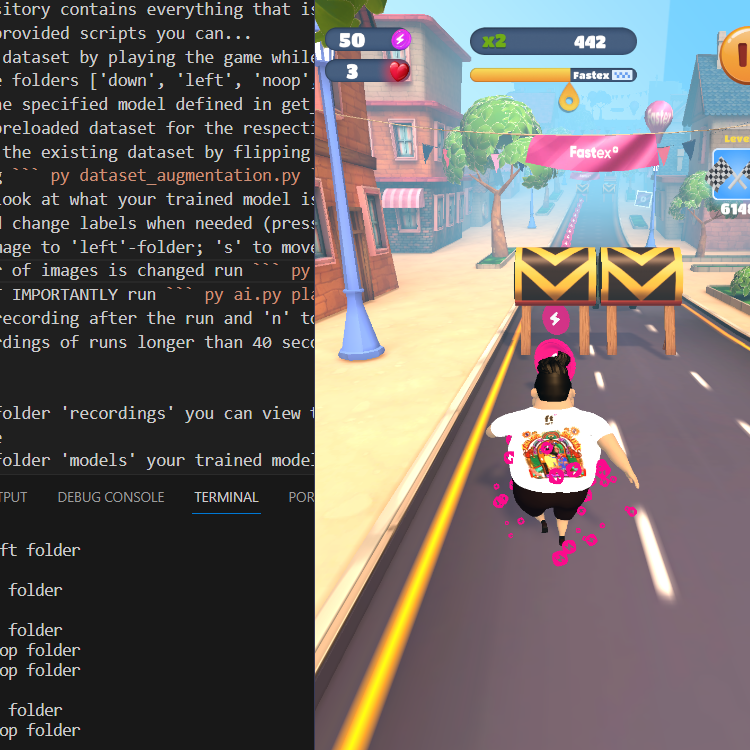 sitory contains everything that is
provided scripts you can...
dataset by playing the game while
e folders ['down', 'left', 'noop'
he specified model defined in get_
preloaded dataset for the respecti
the existing dataset by flipping
g ``` py dataset_augmentation.py
look at what your trained model is
d change labels when needed (press
mage to 'left'-folder; 's' to move
r of images is changed run ``` py
T IMPORTANTLY run ``` py ai.py pla
recording after the run and 'n' to
rdings of runs longer than 40 seco
folder 'recordings' you can view t
e
folder 'models' your trained model
TPUT DEBUG CONSOLE TERMINAL POR
ft folder
folder
folder
op folder
op folder
folder
op folder
50
3
x2 442
Fastex
Fastex
Fastex
Level
6148